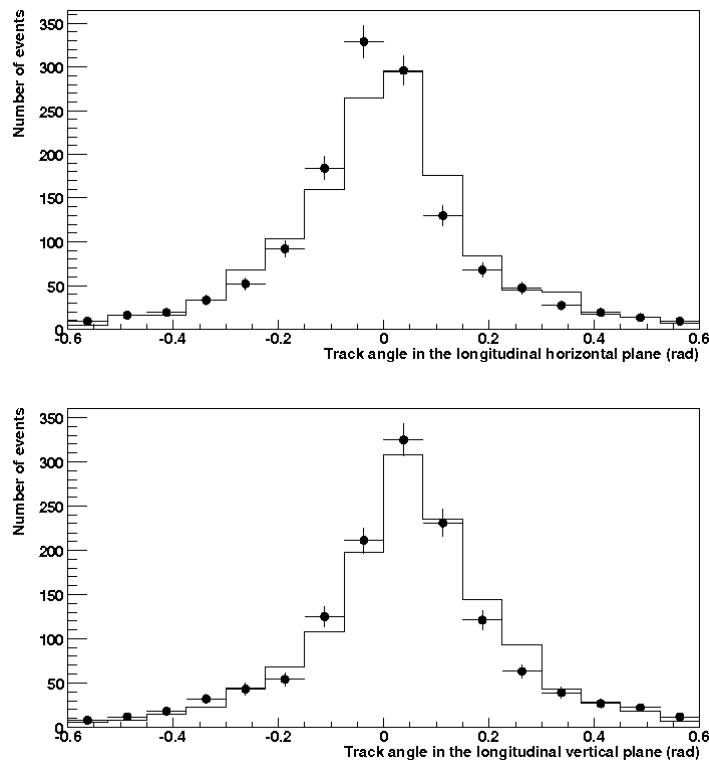 Number of events
350
300
250
200
150
100
50
0
-0.6 -0.4 -0.2 0 0.2 0.4 0.6
Track angle in the longitudinal horizontal plane (rad)
Number of events
350
300
250
200
150
100
50
0
-0.6 -0.4 -0.2 0 0.2 0.4 0.6
Track angle in the longitudinal vertical plane (rad)